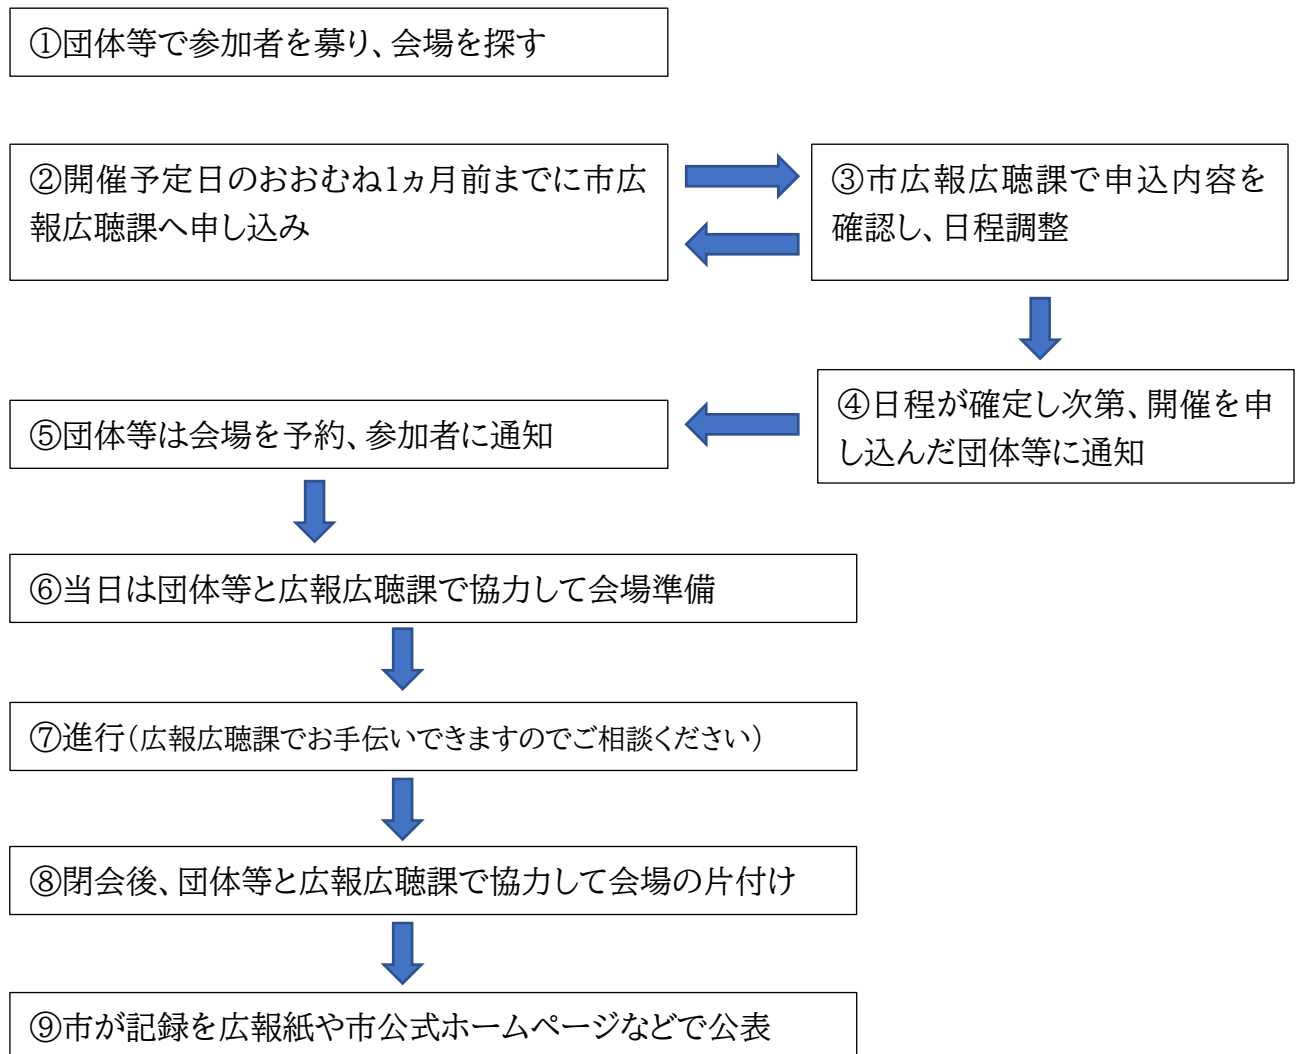 ①団体等で参加者を募り、会場を探す
②開催予定日のおおむね1ヵ月前までに市広
報広聴課へ申し込み
③市広報広聴課で申込内容を
確認し、日程調整
④日程が確定し次第、開催を申
し込んだ団体等に通知
⑤団体等は会場を予約、参加者に通知
⑥当日は団体等と広報広聴課で協力して会場準備
⑦進行(広報広聴課でお手伝いできますのでご相談ください)
⑧閉会後、団体等と広報広聴課で協力して会場の片付け
⑨市が記録を広報紙や市公式ホームページなどで公表